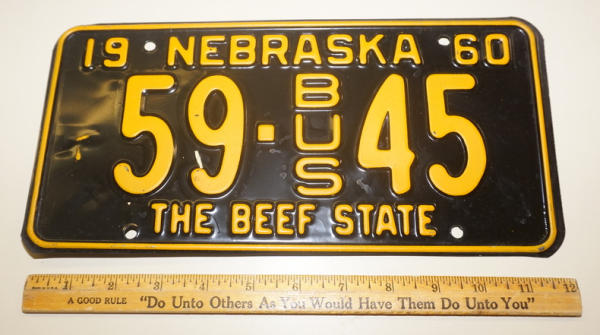 19 NEBRASKA 60
59·BUS 45
THE BEEF STATE
1 2 3 4 5 6 7 8 9 10 11 12
A GOOD RULE "Do Unto Others As You Would Have Them Do Unto You"